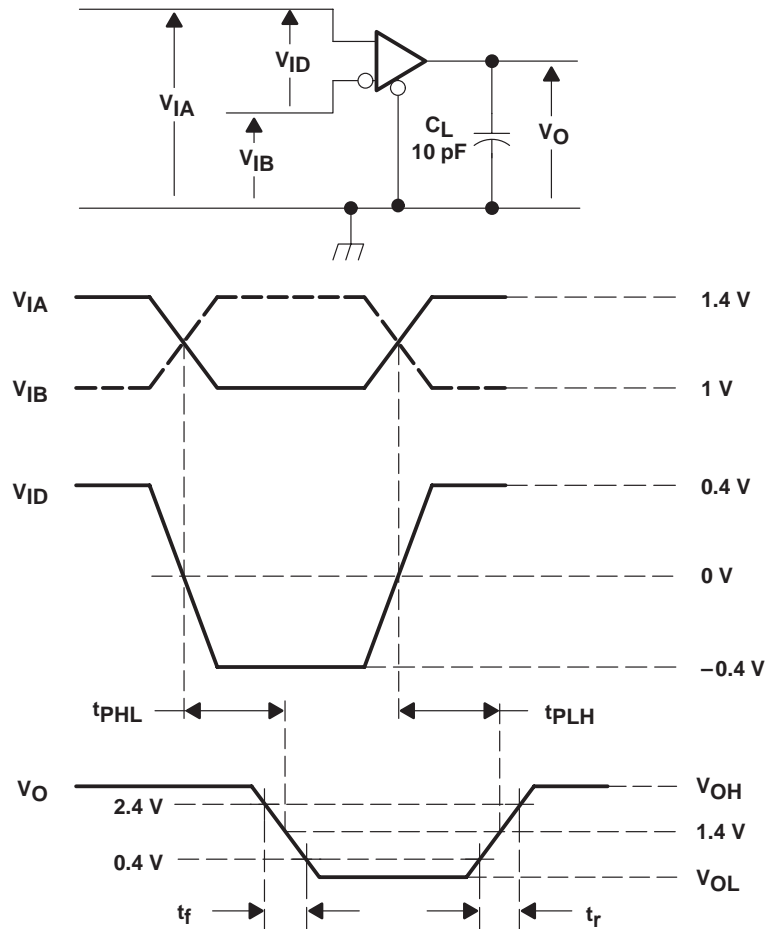 VID
VIA
CL
10 pF
VO
VIB
VIA
1.4 V
VIB
1 V
VID
0.4 V
0 V
−0.4 V
tPHL
tPLH
VO
VOH
2.4 V
1.4 V
0.4 V
VOL
tf
tr